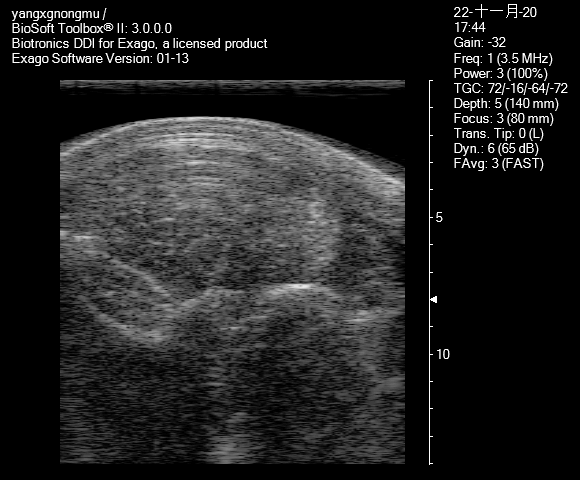 yangxgnongmu /
BioSoft Toolbox® II: 3.0.0.0
Biotronics DDI for Exago, a licensed product
Exago Software Version: 01-13
22-十一月-20
17:44
Gain: -32
Freq: 1 (3.5 MHz)
Power: 3 (100%)
TGC: 72/-16/-64/-72
Depth: 5 (140 mm)
Focus: 3 (80 mm)
Trans. Tip: 0 (L)
Dyn.: 6 (65 dB)
FAvg: 3 (FAST)
5
10